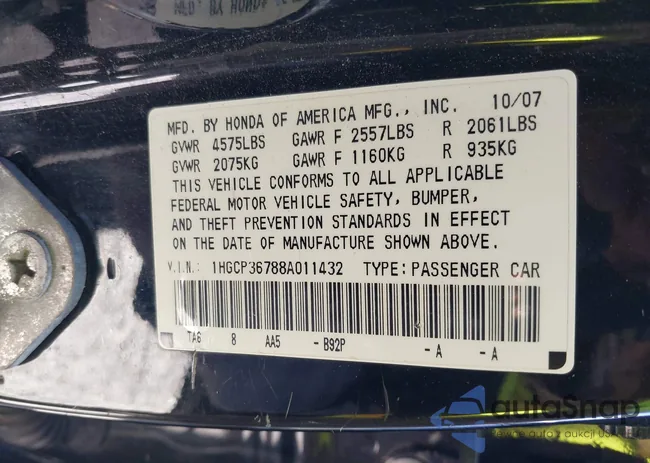 MFD. BY HONDA OF AMERICA MFG., INC. 10/07
GVWR 4575LBS GAWR F 2557LBS R 2061LBS
GVWR 2075KG GAWR F 1160KG R 935KG
THIS VEHICLE CONFORMS TO ALL APPLICABLE
FEDERAL MOTOR VEHICLE SAFETY, BUMPER,
AND THEFT PREVENTION STANDARDS IN EFFECT
ON THE DATE OF MANUFACTURE SHOWN ABOVE.
V.I.N.: 1HGCP36788A011432 TYPE: PASSENGER CAR
TA6 8 AA5 - B92P - A - A
autoSnap